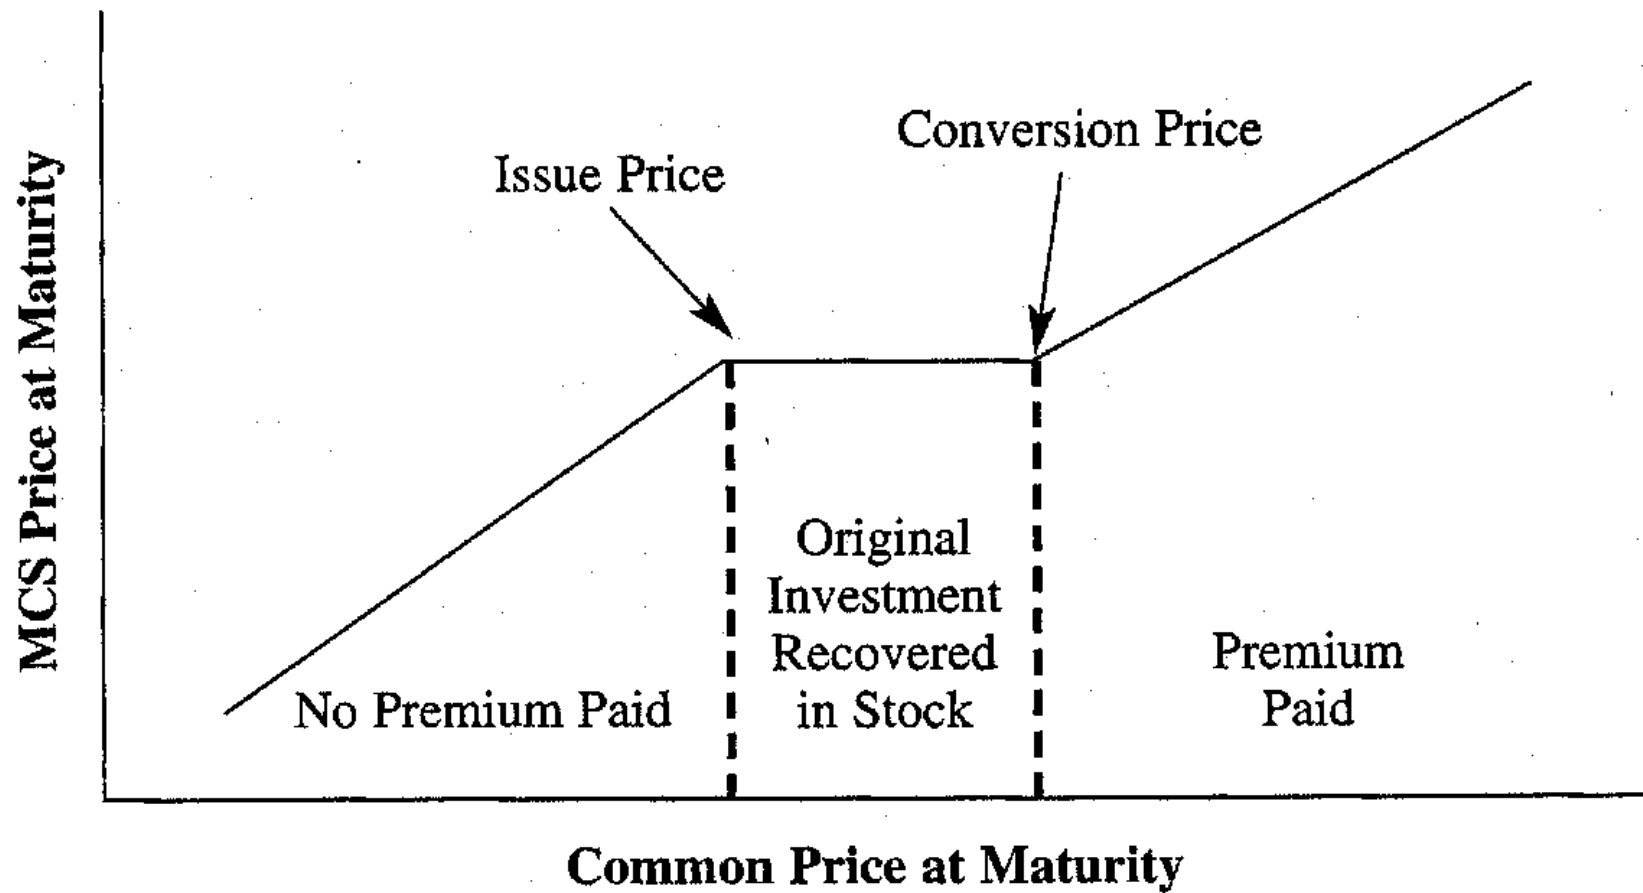 Conversion Price
Issue Price
MCS Price at Maturity
Original
Investment
Recovered
in Stock
No Premium Paid
Premium
Paid
Common Price at Maturity